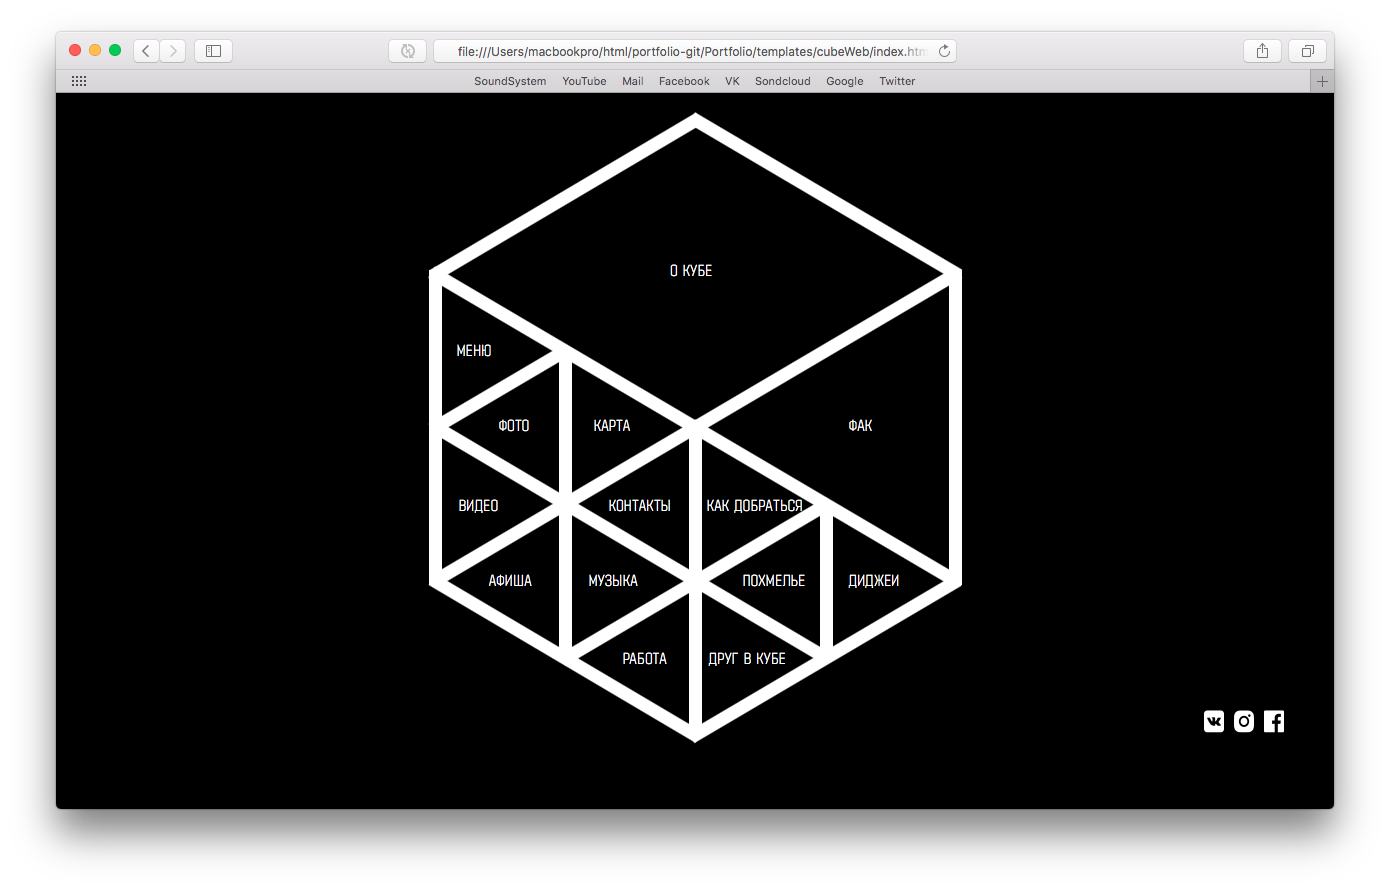 file:///Users/macbookpro/html/portfolio-git/Portfolio/templates/cubeWeb/index.htm
SoundSystem YouTube Mail Facebook VK Sondcloud Google Twitter
О КУБЕ
МЕНЮ
ФОТО КАРТА ФАК
ВИДЕО КОНТАКТЫ КАК ДОБРАТЬСЯ
АФИША МУЗЫКА ПОХМЕЛЬЕ ДИДЖЕИ
РАБОТА ДРУГ В КУБЕ